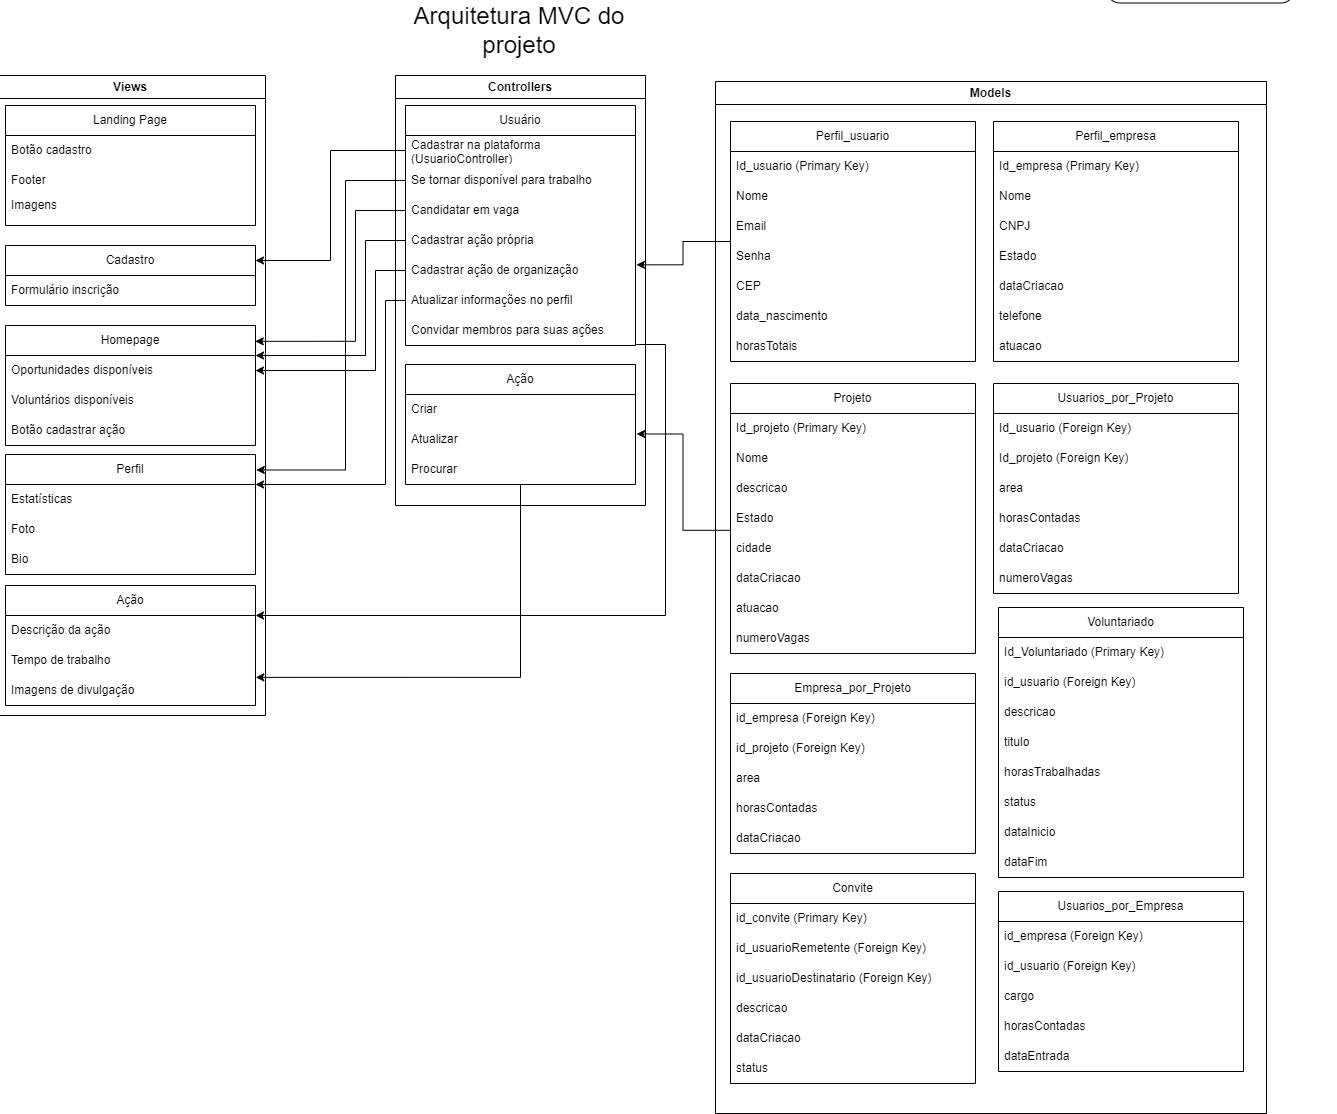 Arquitetura MVC do
projeto
Views
Landing Page
Botão cadastro
Footer
Imagens
Cadastro
Formulário inscrição
Homepage
Oportunidades disponíveis
Voluntários disponíveis
Botão cadastrar ação
Perfil
Estatísticas
Foto
Bio
Ação
Descrição da ação
Tempo de trabalho
Imagens de divulgação
Controllers
Usuário
Cadastrar na plataforma
(UsuarioController)
Se tornar disponível para trabalho
Candidatar em vaga
Cadastrar ação própria
Cadastrar ação de organização
Atualizar informações no perfil
Convidar membros para suas ações
Ação
Criar
Atualizar
Procurar
Models
Perfil_usuario
Id_usuario (Primary Key)
Nome
Email
Senha
CEP
data_nascimento
horasTotais
Perfil_empresa
Id_empresa (Primary Key)
Nome
CNPJ
Estado
dataCriacao
telefone
atuacao
Projeto
Id_projeto (Primary Key)
Nome
descricao
Estado
cidade
dataCriacao
atuacao
numeroVagas
Usuarios_por_Projeto
Id_usuario (Foreign Key)
Id_projeto (Foreign Key)
area
horasContadas
dataCriacao
numeroVagas
Empresa_por_Projeto
id_empresa (Foreign Key)
id_projeto (Foreign Key)
area
horasContadas
dataCriacao
Voluntariado
Id_Voluntariado (Primary Key)
id_usuario (Foreign Key)
descricao
titulo
horasTrabalhadas
status
dataInicio
dataFim
Convite
id_convite (Primary Key)
id_usuarioRemetente (Foreign Key)
id_usuarioDestinatario (Foreign Key)
descricao
dataCriacao
status
Usuarios_por_Empresa
id_empresa (Foreign Key)
id_usuario (Foreign Key)
cargo
horasContadas
dataEntrada